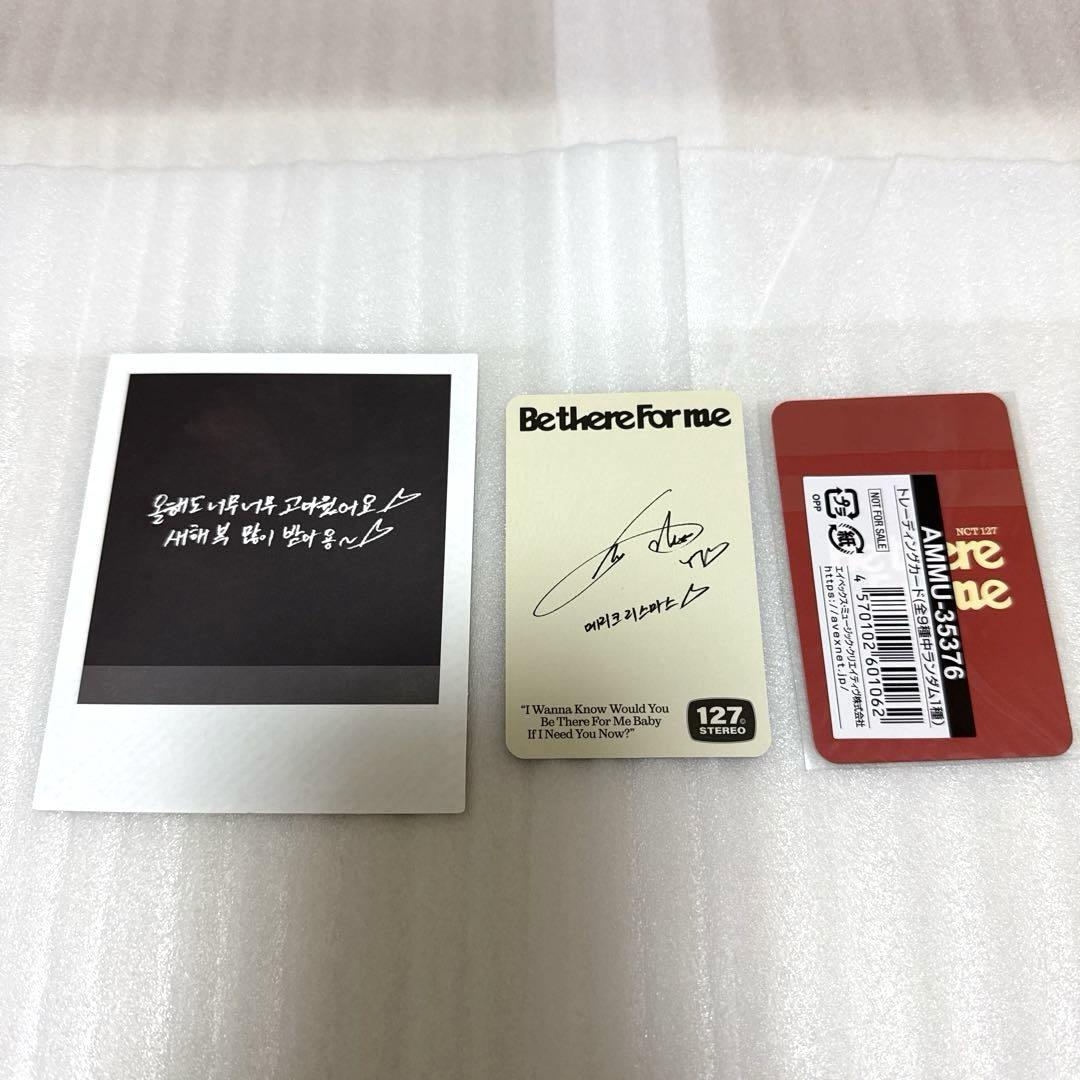 올해도 너무너무 고마웠어요
새해 복 많이 받아용~
Be there For me
메리크리스마스
“I Wanna Know Would You
Be There For Me Baby
If I Need You Now?”
127
STEREO
NCT 127
ere
me
AMMU-35376
トレーディングカード(全9種中ランダム1種)
NOT FOR SALE
プラ
紙
OPP
4 570102 601062
エイベックス・ミュージック・クリエイティヴ株式会社
https://avexnet.jp/